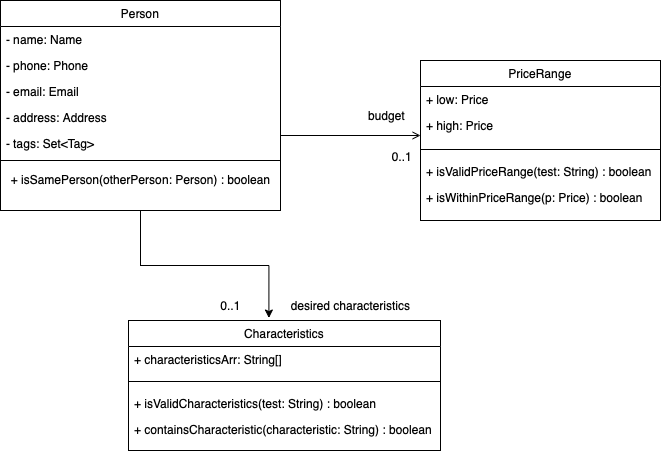 Person
- name: Name
- phone: Phone
- email: Email
- address: Address
- tags: Set<Tag>
+ isSamePerson(otherPerson: Person) : boolean
budget
0..1
PriceRange
+ low: Price
+ high: Price
+ isValidPriceRange(test: String) : boolean
+ isWithinPriceRange(p: Price) : boolean
0..1
desired characteristics
Characteristics
+ characteristicsArr: String[]
+ isValidCharacteristics(test: String) : boolean
+ containsCharacteristic(characteristic: String) : boolean